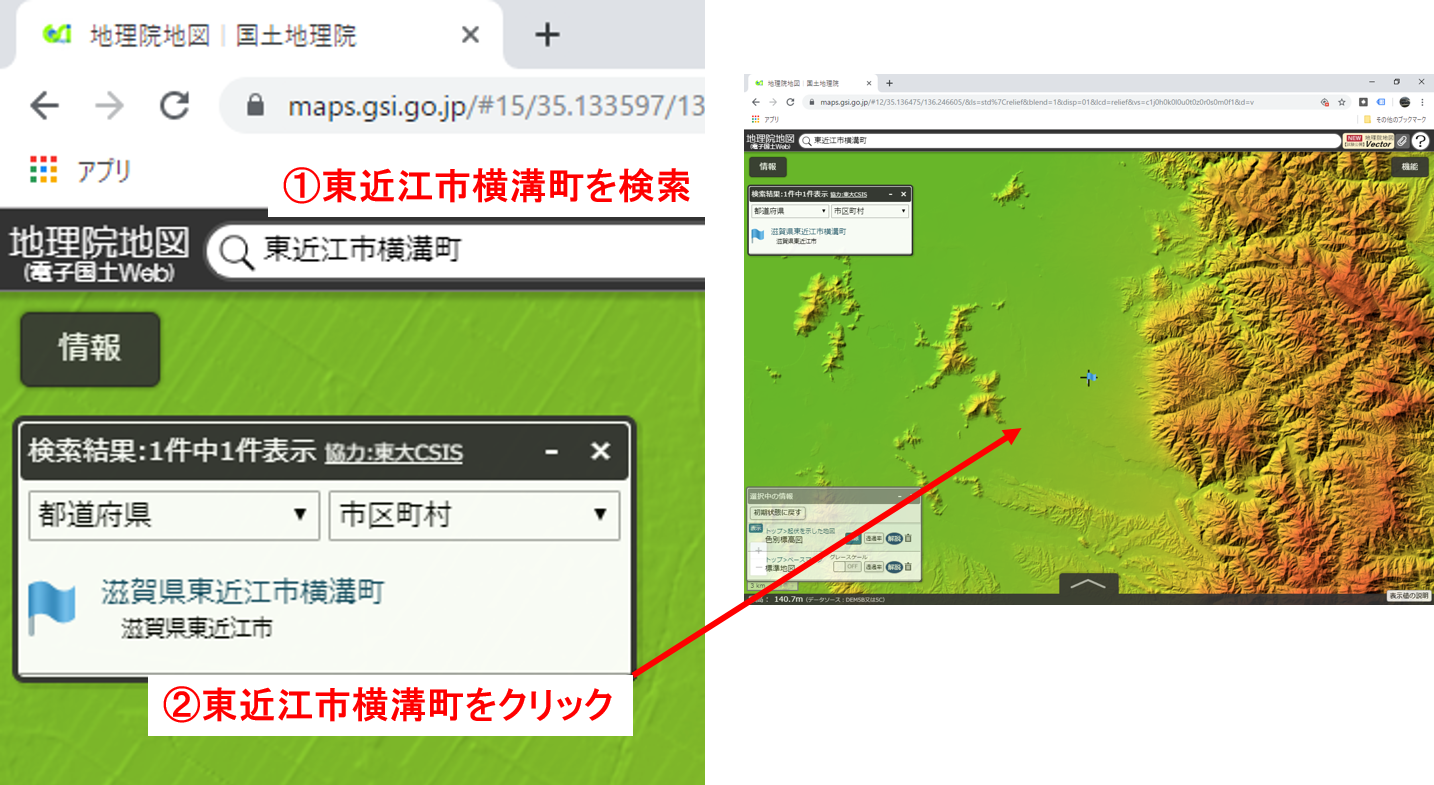 地理院地図 | 国土地理院
maps.gsi.go.jp/#15/35.133597/13
アプリ
①東近江市横溝町を検索
地理院地図
(電子国土Web)
東近江市横溝町
情報
検索結果:1件中1件表示 協力:東大CSIS
都道府県
市区町村
滋賀県東近江市横溝町
滋賀県東近江市
②東近江市横溝町をクリック
地理院地図 | 国土地理院
maps.gsi.go.jp/#12/35.136475/136.246605/&ls=std%7Crelief&blend=1&disp=01&lcd=relief&vs=c1j0h0k0l0u0t0z0r0s0m0f1&d=v
アプリ
その他のブックマーク
地理院地図
(電子国土Web)
東近江市横溝町
NEW
地理院地図
Vector
情報
機能
検索結果:1件中1件表示 協力:東大CSIS
都道府県
市区町村
滋賀県東近江市横溝町
滋賀県東近江市
選択中の情報
初期状態に戻す
表示
トップ>起伏を示した地図
色別標高図
透過率
解説
グレースケール
標準地図
OFF
透過率
解説
3 km
140.7m (データソース:DEM5B又は5C)
表示値の説明